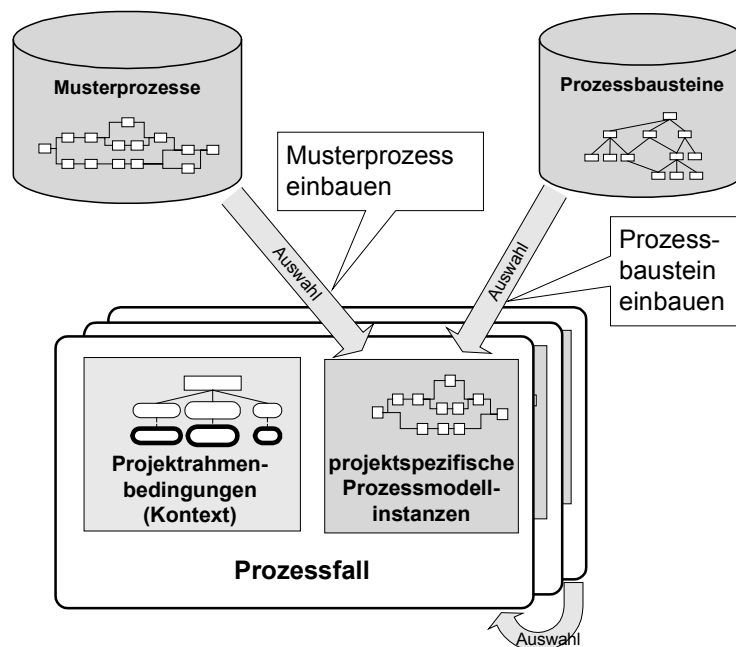 Musterprozesse
Prozessbausteine
Musterprozess
einbauen
Prozess-
baustein
einbauen
Auswahl
Auswahl
Projektrahmen-
bedingungen
(Kontext)
projektspezifische
Prozessmodell-
instanzen
Prozessfall
Auswahl